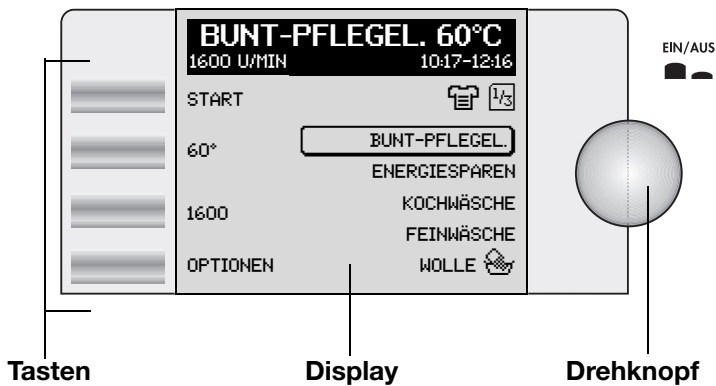 BUNT-PFLEGEL. 60°C
1600 U/MIN 10:17-12:16
EIN/AUS
START 1/3
BUNT-PFLEGEL.
60°
ENERGIESPAREN
KOCHWÄSCHE
1600
FEINWÄSCHE
OPTIONEN WOLLE
Tasten Display Drehknopf